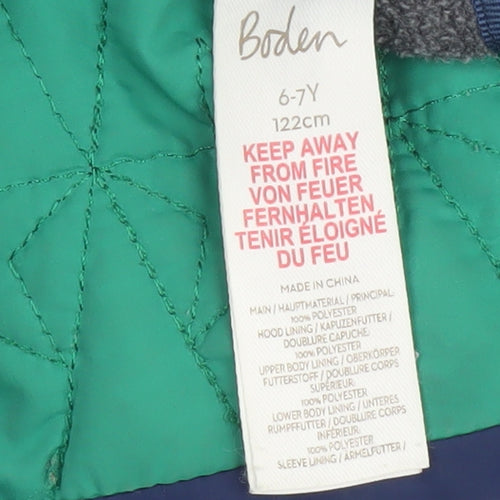 Boden
6-7Y
122cm
KEEP AWAY
FROM FIRE
VON FEUER
FERNHALTEN
TENIR ÉLOIGNÉ
DU FEU
MADE IN CHINA
MAIN / HAUPTMATERIAL / PRINCIPAL:
100% POLYESTER
HOOD LINING / KAPUZENFUTTER /
DOUBLURE CAPUCHE:
100% POLYESTER
UPPER BODY LINING / OBERKÖRPER
FUTTERSTOFF / DOUBLURE CORPS
SUPÉRIEUR:
100% POLYESTER
LOWER BODY LINING / UNTERES
RUMPFFUTTER / DOUBLURE CORPS
INFÉRIEUR:
100% POLYESTER
SLEEVE LINING / ÄRMELFUTTER /